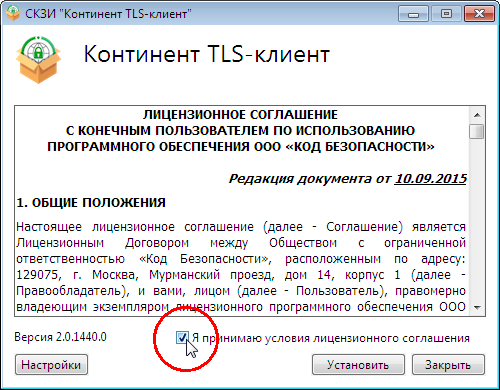 СКЗИ "Континент TLS-клиент"
Континент TLS-клиент
ЛИЦЕНЗИОННОЕ СОГЛАШЕНИЕ
С КОНЕЧНЫМ ПОЛЬЗОВАТЕЛЕМ ПО ИСПОЛЬЗОВАНИЮ
ПРОГРАММНОГО ОБЕСПЕЧЕНИЯ ООО «КОД БЕЗОПАСНОСТИ»
Редакция документа от 10.09.2015
1. ОБЩИЕ ПОЛОЖЕНИЯ
Настоящее лицензионное соглашение (далее - Соглашение) является
Лицензионным Договором между Обществом с ограниченной
ответственностью «Код Безопасности», расположенным по адресу:
129075, г. Москва, Мурманский проезд, дом 14, корпус 1 (далее -
Правообладатель), и вами, лицом (далее - Пользователь), правомерно
владеющим экземпляром лицензионного программного обеспечения ООО
Версия 2.0.1440.0
Я принимаю условия лицензионного соглашения
Настройки
Установить
Закрыть